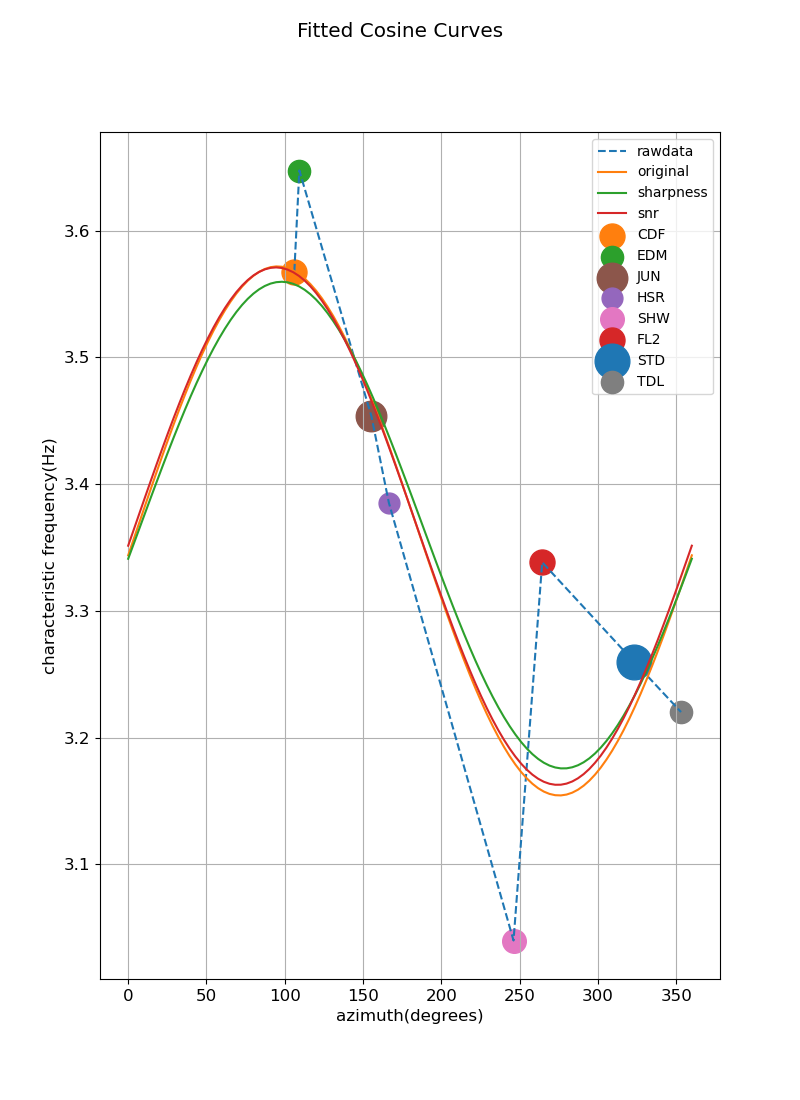 Fitted Cosine Curves
rawdata
original
sharpness
snr
CDF
EDM
JUN
HSR
SHW
FL2
STD
TDL
3.6
3.5
3.4
3.3
3.2
3.1
characteristic frequency(Hz)
0 50 100 150 200 250 300 350
azimuth(degrees)